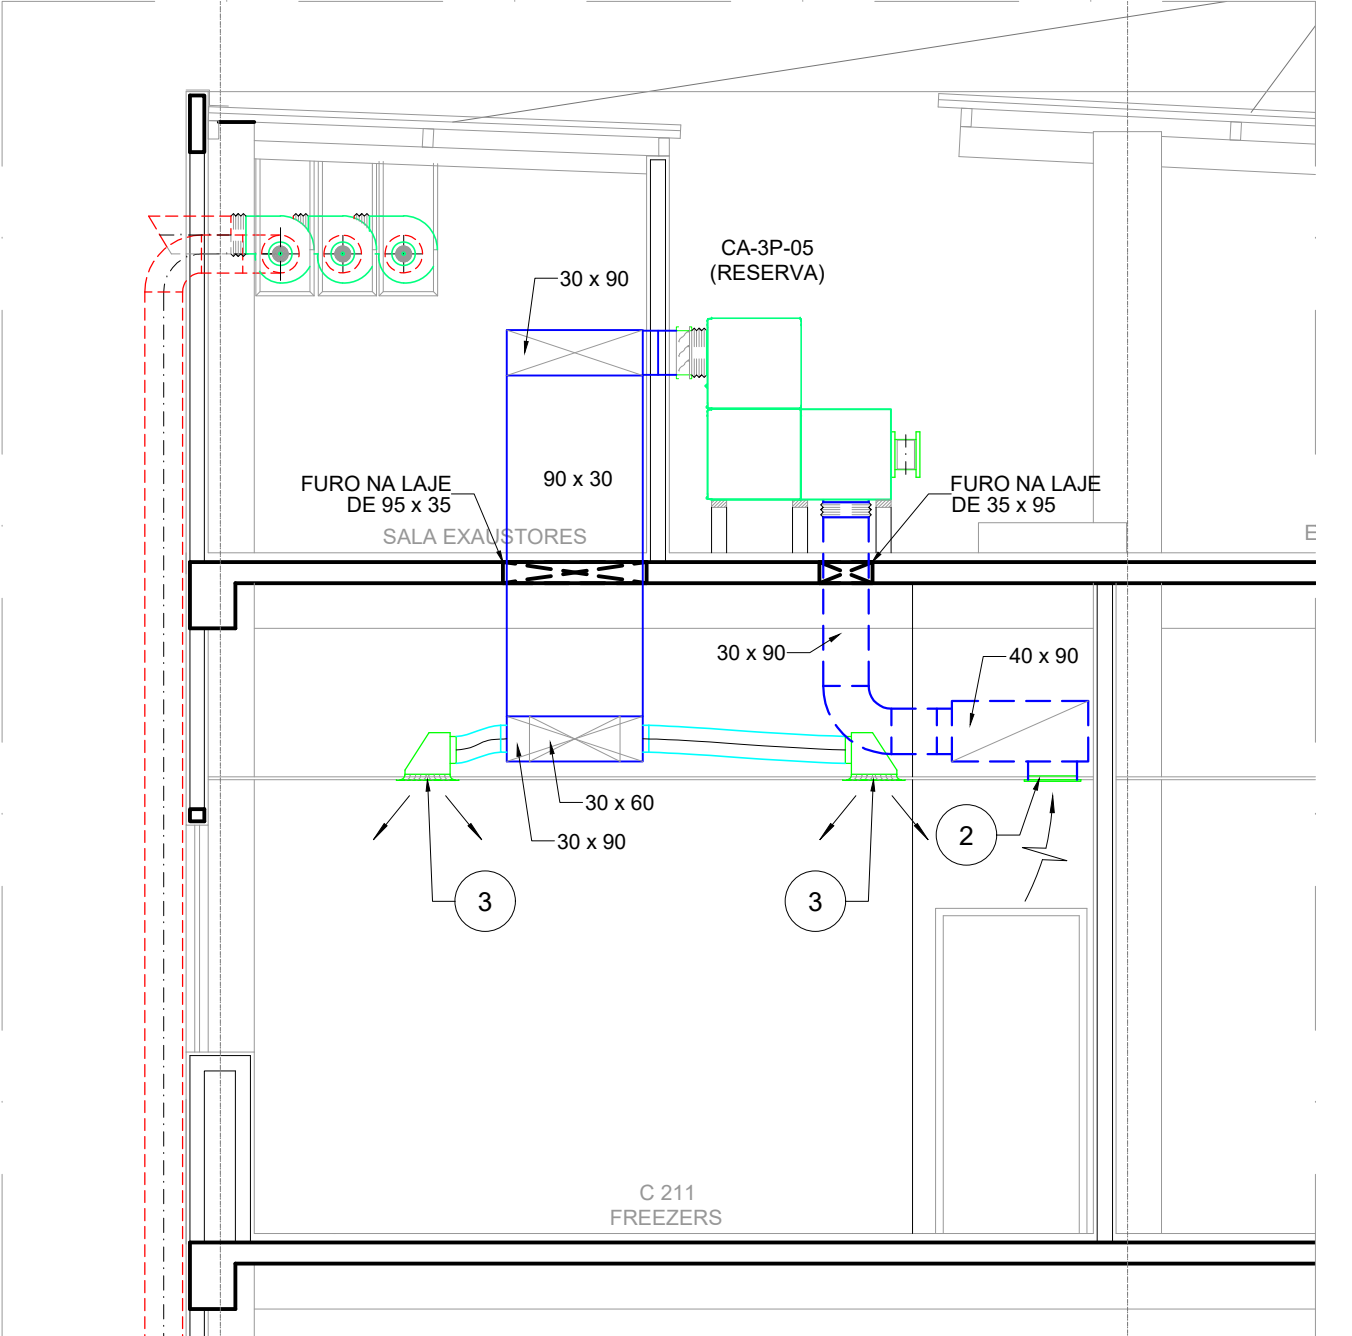 CA-3P-05
(RESERVA)
30 x 90
90 x 30
FURO NA LAJE
DE 95 x 35
FURO NA LAJE
DE 35 x 95
SALA EXAUSTORES
E
30 x 90
40 x 90
30 x 60
30 x 90
2
3
3
C 211
FREEZERS